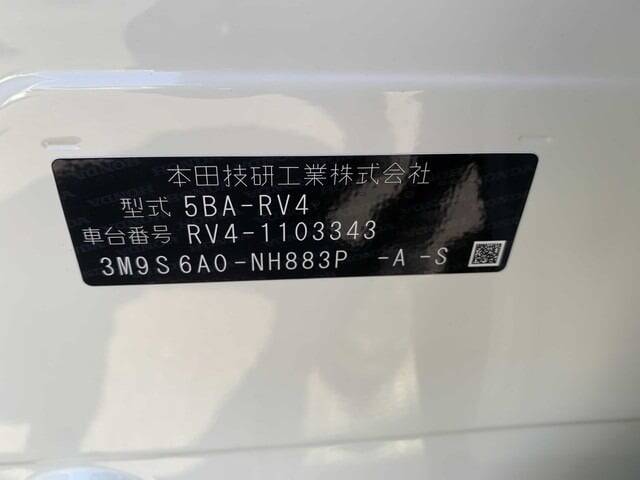 本田技研工業株式会社
型式 5BA-RV4
車台番号 RV4-1103343
3M9S6A0-NH883P -A -S